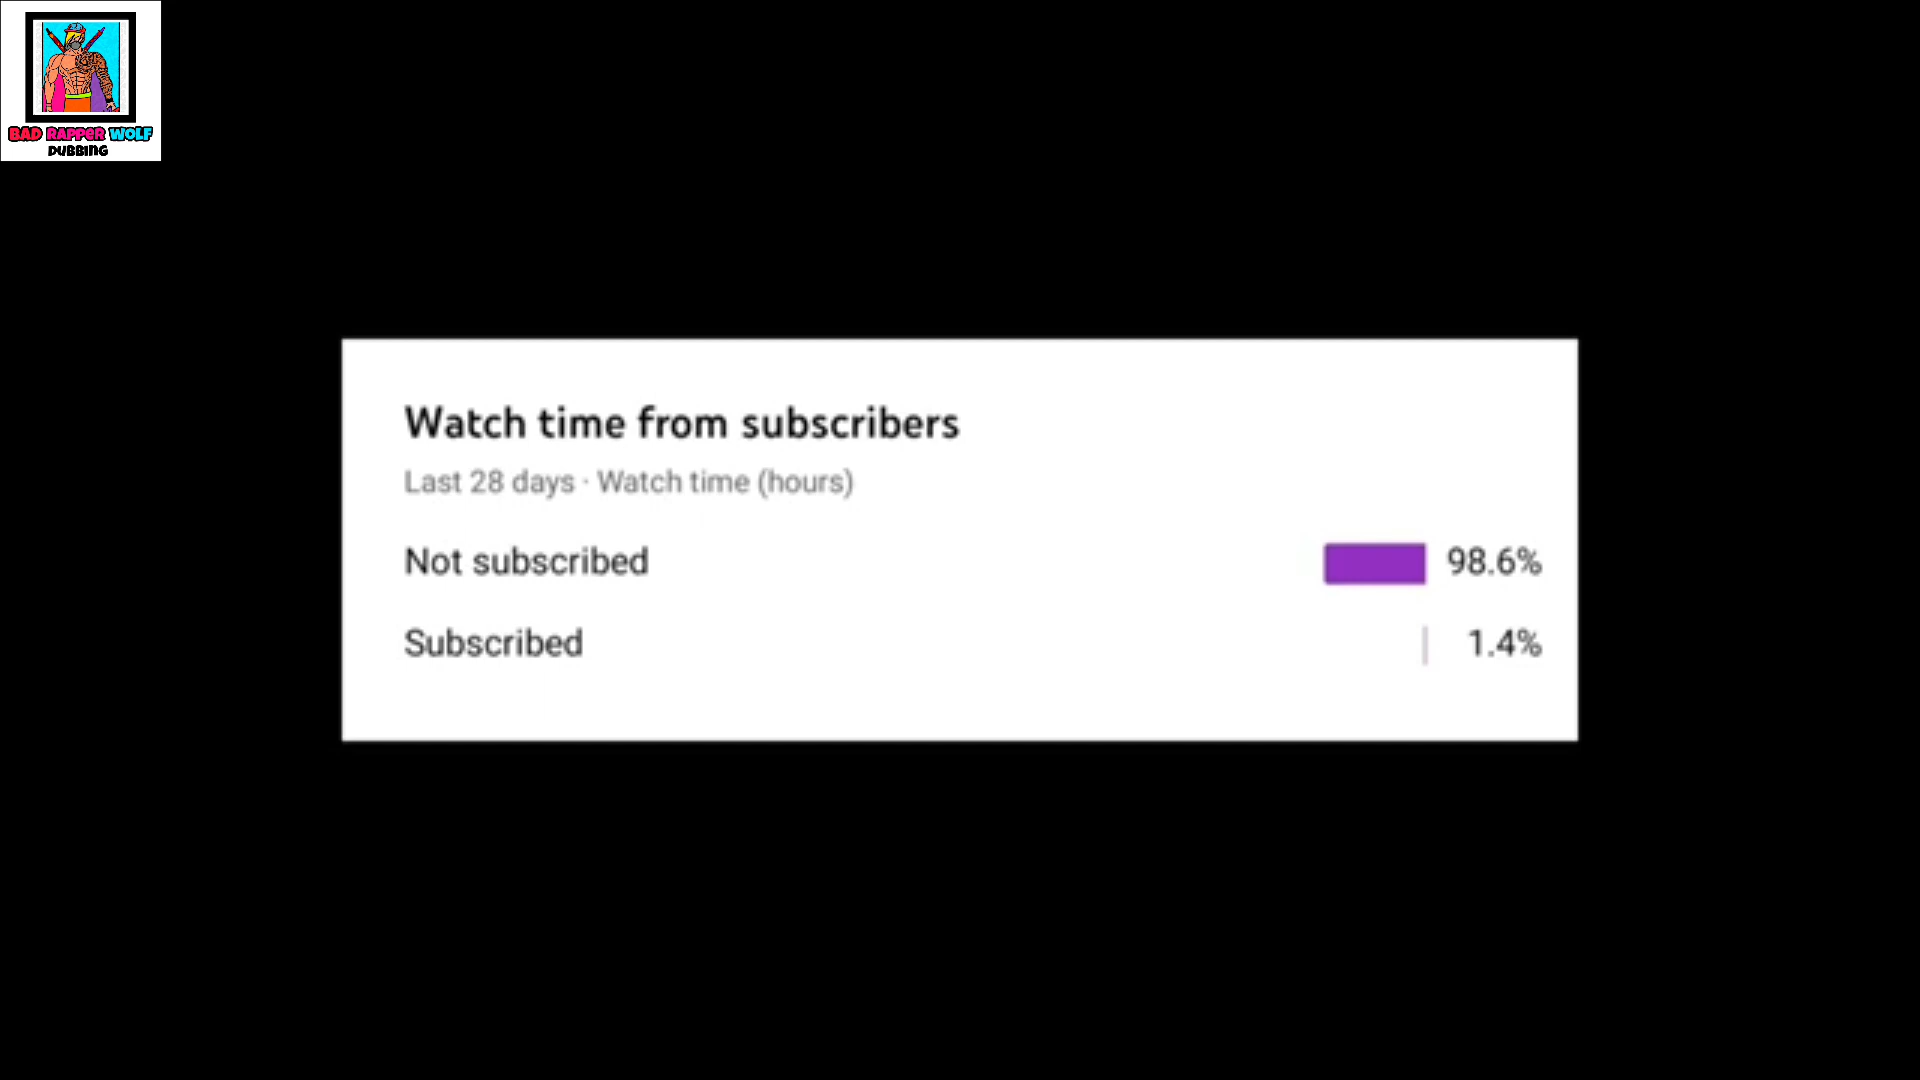 BAD RAPPER WOLF
DUBBING
Watch time from subscribers
Last 28 days · Watch time (hours)
Not subscribed 98.6%
Subscribed 1.4%